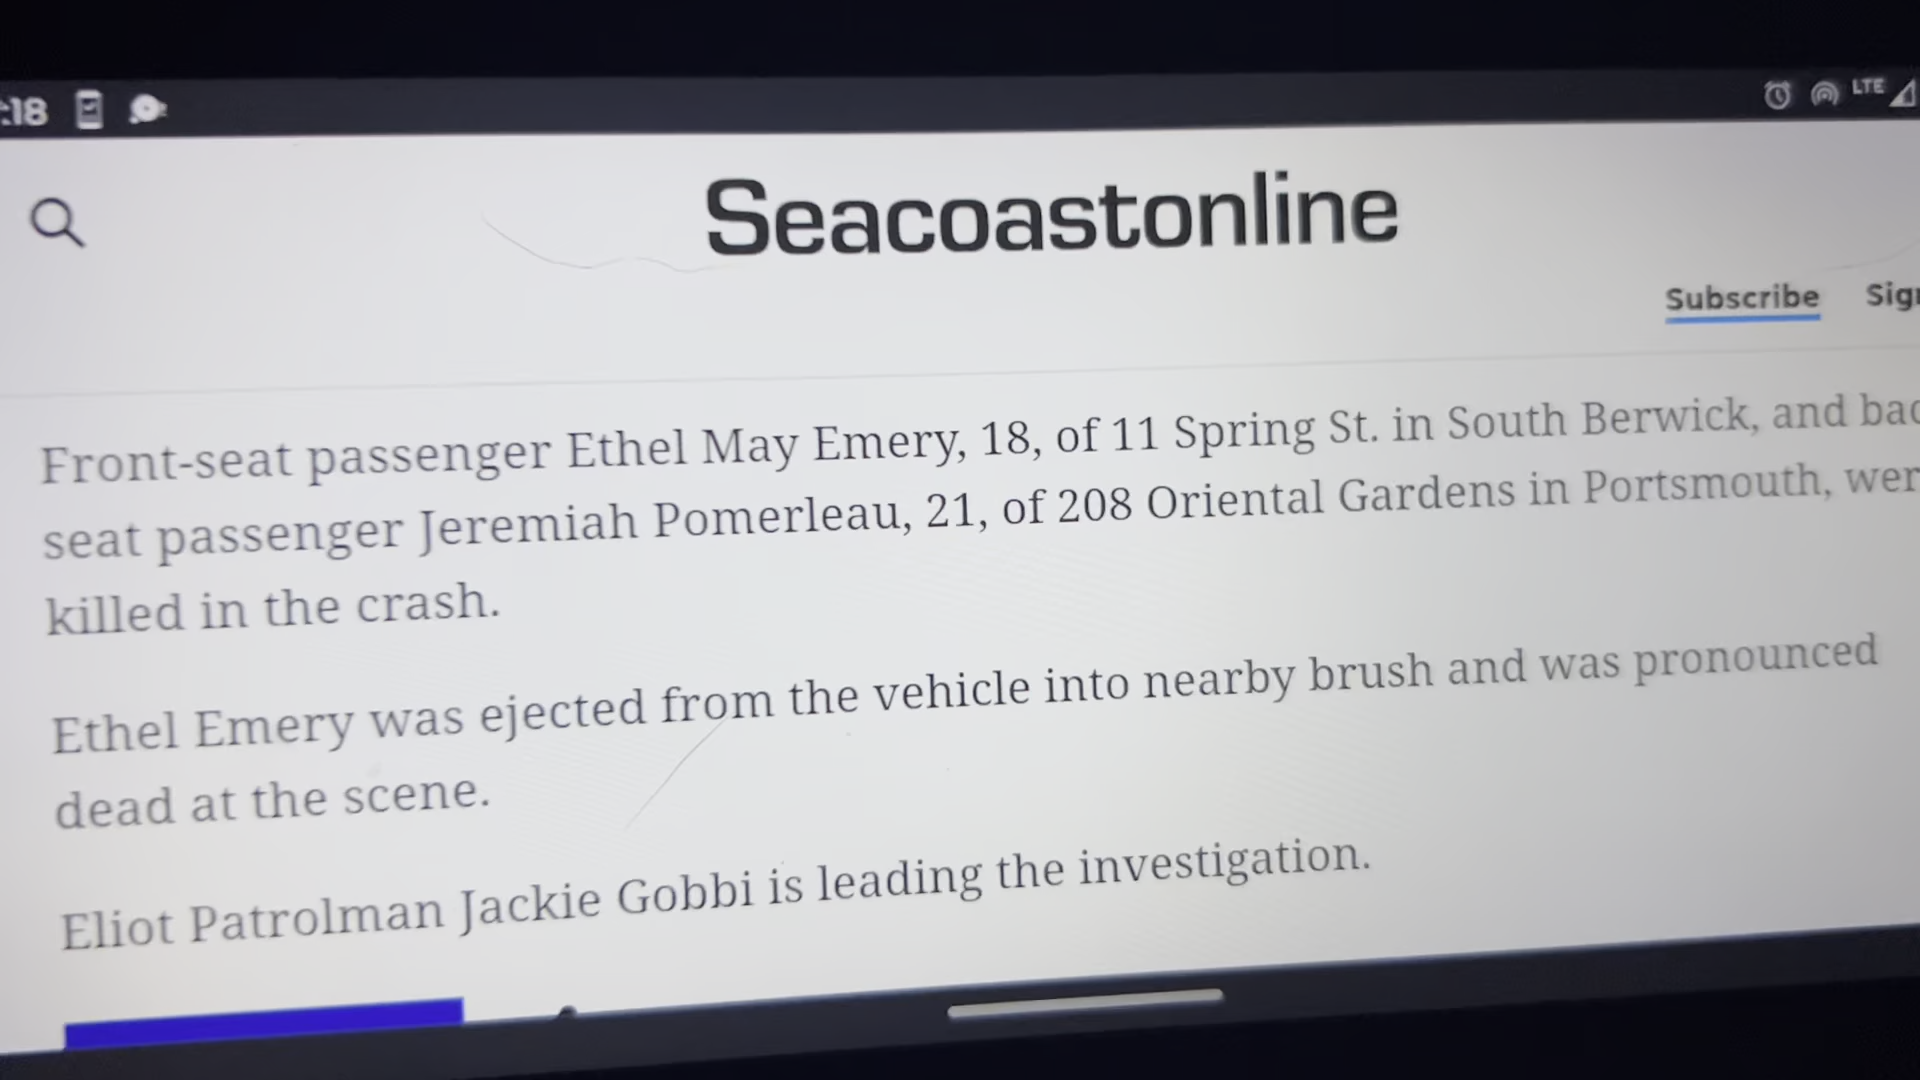 :18
LTE
Seacoastonline
Subscribe
Front-seat passenger Ethel May Emery, 18, of 11 Spring St. in South Berwick, and
seat passenger Jeremiah Pomerleau, 21, of 208 Oriental Gardens in Portsmouth,
killed in the crash.
Ethel Emery was ejected from the vehicle into nearby brush and was pronounced
dead at the scene.
Eliot Patrolman Jackie Gobbi is leading the investigation.